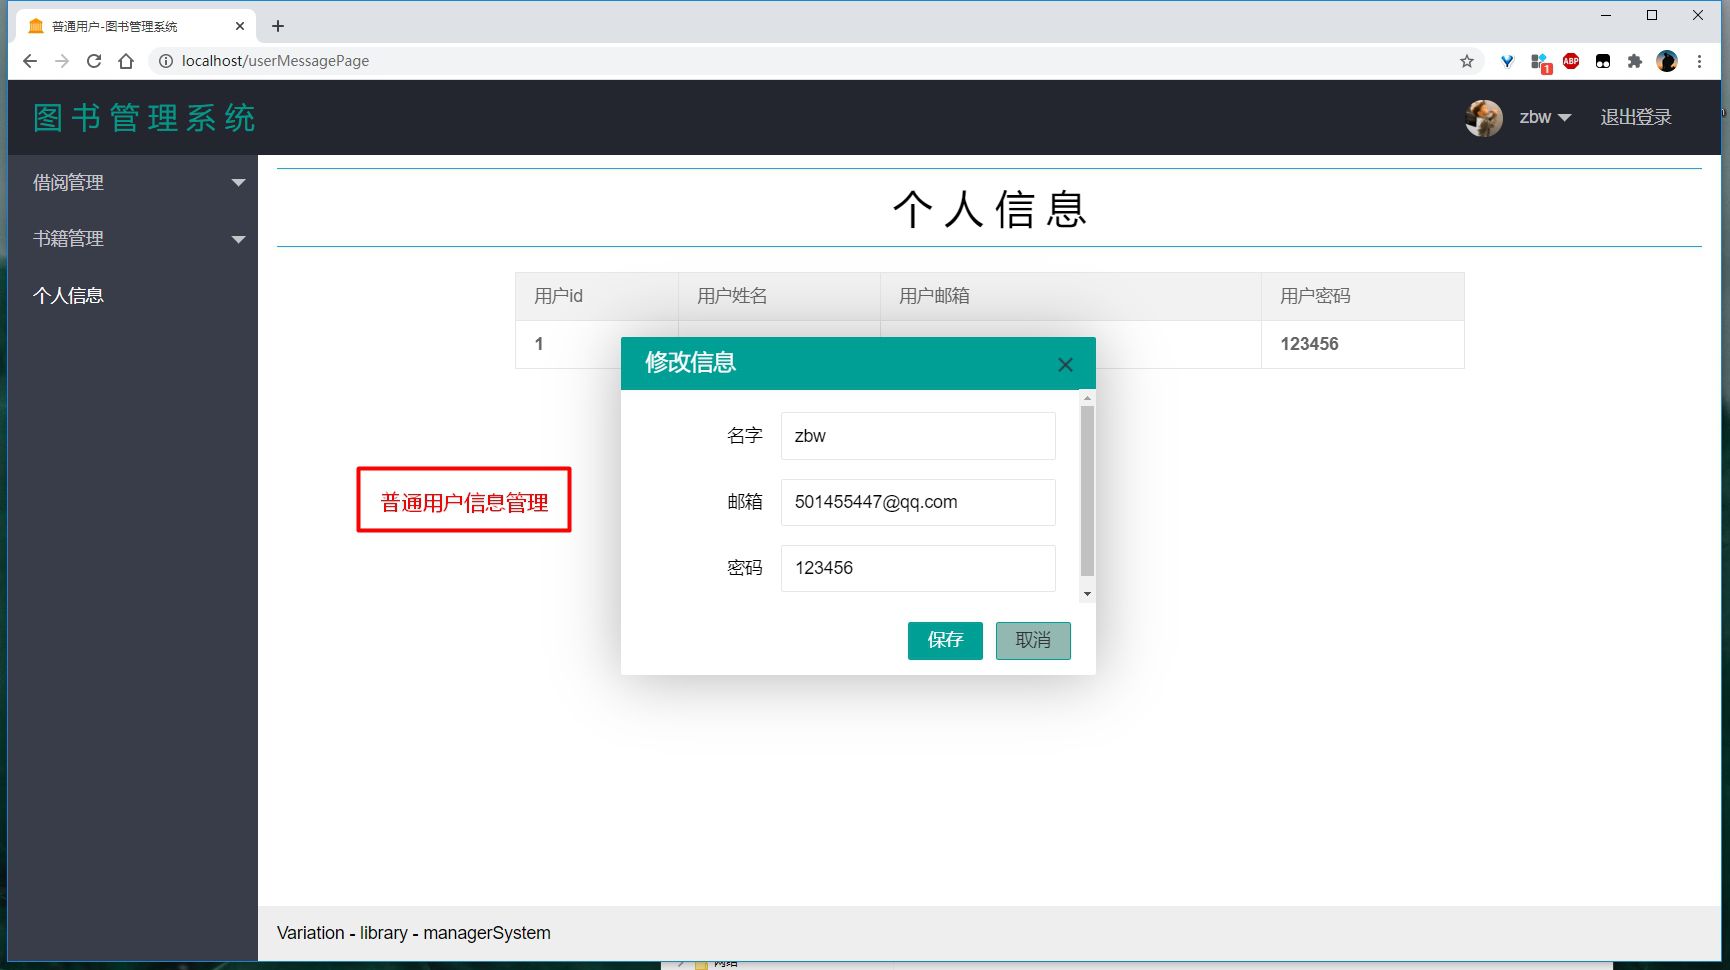 普通用户-图书管理系统
localhost/userMessagePage
1
ABP
图书管理系统
zbw
退出登录
借阅管理
书籍管理
个人信息
个人信息
用户id
用户姓名
用户邮箱
用户密码
1
123456
修改信息
名字
zbw
邮箱
501455447@qq.com
密码
123456
保存
取消
普通用户信息管理
Variation - library - managerSystem